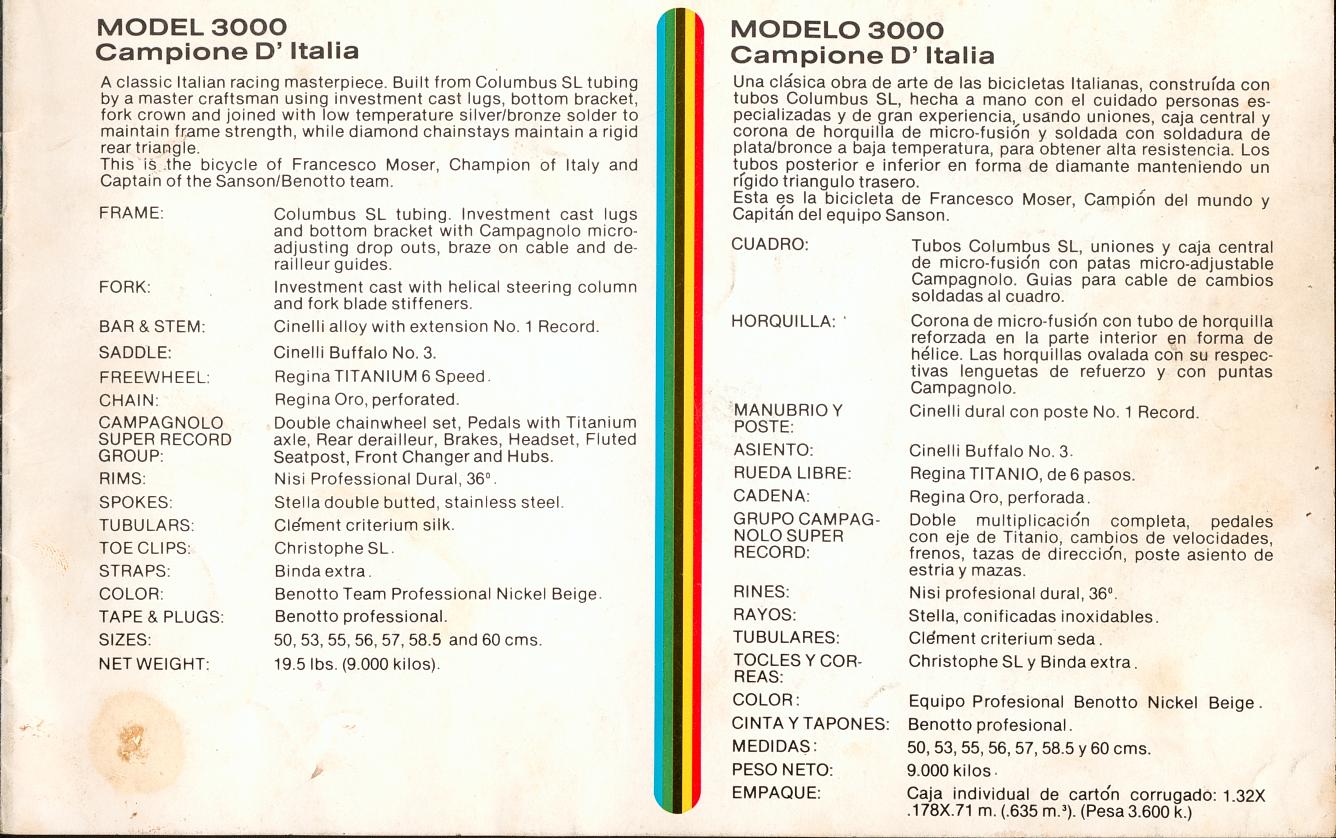 MODEL 3000
Campione D' Italia
A classic Italian racing masterpiece. Built from Columbus SL tubing
by a master craftsman using investment cast lugs, bottom bracket,
fork crown and joined with low temperature silver/bronze solder to
maintain frame strength, while diamond chainstays maintain a rigid
rear triangle.
This is the bicycle of Francesco Moser, Champion of Italy and
Captain of the Sanson/Benotto team.
FRAME: Columbus SL tubing. Investment cast lugs
and bottom bracket with Campagnolo micro-
adjusting drop outs, braze on cable and de-
railleur guides.
FORK: Investment cast with helical steering column
and fork blade stiffeners.
BAR & STEM: Cinelli alloy with extension No. 1 Record.
SADDLE: Cinelli Buffalo No. 3.
FREEWHEEL: Regina TITANIUM 6 Speed.
CHAIN: Regina Oro, perforated.
CAMPAGNOLO Double chainwheel set, Pedals with Titanium
SUPER RECORD axle, Rear derailleur, Brakes, Headset, Fluted
GROUP: Seatpost, Front Changer and Hubs.
RIMS: Nisi Professional Dural, 36º.
SPOKES: Stella double butted, stainless steel.
TUBULARS: Clément criterium silk.
TOE CLIPS: Christophe SL.
STRAPS: Binda extra.
COLOR: Benotto Team Professional Nickel Beige.
TAPE & PLUGS: Benotto professional.
SIZES: 50, 53, 55, 56, 57, 58.5 and 60 cms.
NET WEIGHT: 19.5 lbs. (9.000 kilos).
MODELO 3000
Campione D' Italia
Una clásica obra de arte de las bicicletas Italianas, construída con
tubos Columbus SL, hecha a mano con el cuidado personas es-
pecializadas y de gran experiencia, usando uniones, caja central y
corona de horquilla de micro-fusión y soldada con soldadura de
plata/bronce a baja temperatura, para obtener alta resistencia. Los
tubos posterior e inferior en forma de diamante manteniendo un
rígido triangulo trasero.
Esta es la bicicleta de Francesco Moser, Campión del mundo y
Capitán del equipo Sanson.
CUADRO: Tubos Columbus SL, uniones y caja central
de micro-fusión con patas micro-adjustable
Campagnolo. Guias para cable de cambios
soldadas al cuadro.
HORQUILLA: Corona de micro-fusión con tubo de horquilla
reforzada en la parte interior en forma de
hélice. Las horquillas ovalada con su respec-
tivas lenguetas de refuerzo y con puntas
Campagnolo.
MANUBRIO Y Cinelli dural con poste No. 1 Record.
POSTE:
ASIENTO: Cinelli Buffalo No. 3.
RUEDA LIBRE: Regina TITANIO, de 6 pasos.
CADENA: Regina Oro, perforada.
GRUPO CAMPAG- Doble multiplicación completa, pedales
NOLO SUPER con eje de Titanio, cambios de velocidades,
RECORD: frenos, tazas de dirección, poste asiento de
estria y mazas.
RINES: Nisi profesional dural, 36º.
RAYOS: Stella, conificadas inoxidables.
TUBULARES: Clément criterium seda.
TOCLES Y COR- Christophe SL y Binda extra.
REAS:
COLOR: Equipo Profesional Benotto Nickel Beige.
CINTA Y TAPONES: Benotto profesional.
MEDIDAS: 50, 53, 55, 56, 57, 58.5 y 60 cms.
PESO NETO: 9.000 kilos.
EMPAQUE: Caja individual de cartón corrugado: 1.32X
.178X.71 m. (.635 m.³). (Pesa 3.600 k.)